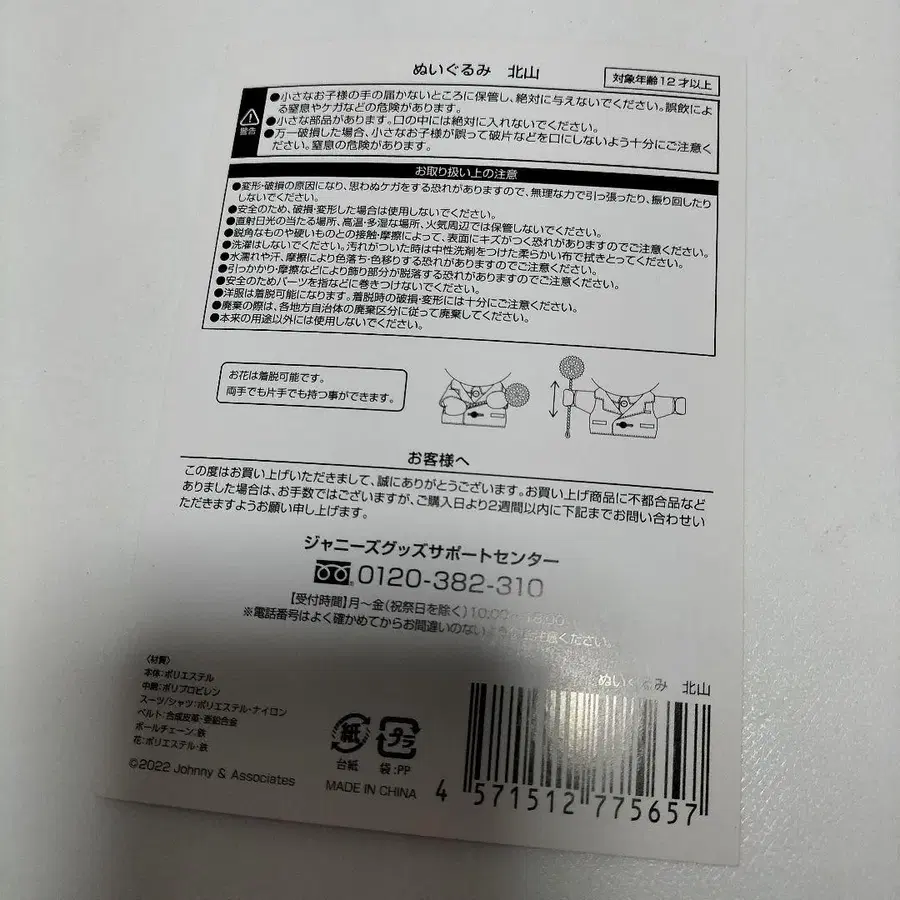 ぬいぐるみ 北山
対象年齢12才以上
警告
●小さなお子様の手の届かないところに保管し、絶対に与えないでください。誤飲によ
る窒息やケガなどの危険があります。
●小さな部品があります。口の中には絶対に入れないでください。
●万一破損した場合、小さなお子様が誤って破片などを口にしないよう十分にご注意く
ださい。窒息の危険があります。
お取り扱い上の注意
●変形・破損の原因になり、思わぬケガをする恐れがありますので、無理な力で引っ張ったり、振り回したり
しないでください。
●安全のため、破損・変形した場合は使用しないでください。
●直射日光の当たる場所、高温・多湿な場所、火気周辺では保管しないでください。
●鋭角なものや硬いものとの接触・摩擦によって、表面にキズがつく恐れがありますのでご注意ください。
●洗濯はしないでください。汚れがついた時は中性洗剤をつけた柔らかい布で拭きとってください。
●水濡れや汗、摩擦により色落ち・色移りする恐れがありますのでご注意ください。
●引っかかり・摩擦などにより飾り部分が脱落する恐れがありますのでご注意ください。
●安全のためパーツを指などに巻きつけないでください。
●洋服は着脱可能になります。着脱時の破損・変形には十分にご注意ください。
●廃棄の際は、各地方自治体の廃棄区分に従って廃棄してください。
●本来の用途以外には使用しないでください。
お花は着脱可能です。
両手でも片手でも持つ事ができます。
お客様へ
この度はお買い上げいただきまして、誠にありがとうございます。お買い上げ商品に不都合品など
ありました場合は、お手数ではございますが、ご購入日より2週間以内に下記までお問い合わせい
ただきますようお願い申し上げます。
ジャニーズグッズサポートセンター
0120-382-310
【受付時間】月~金(祝祭日を除く)10:00
※電話番号はよく確かめてからお間違いのないようご注意ください。
ぬいぐるみ 北山
〈材質〉
本体:ポリエステル
中綿:ポリプロピレン
スーツ/シャツ:ポリエステル・ナイロン
ベルト:合成皮革・亜鉛合金
ボールチェーン:鉄
花:ポリエステル・鉄
©2022 Johnny & Associates
紙
台紙
プラ
袋:PP
MADE IN CHINA
4 571512 775657